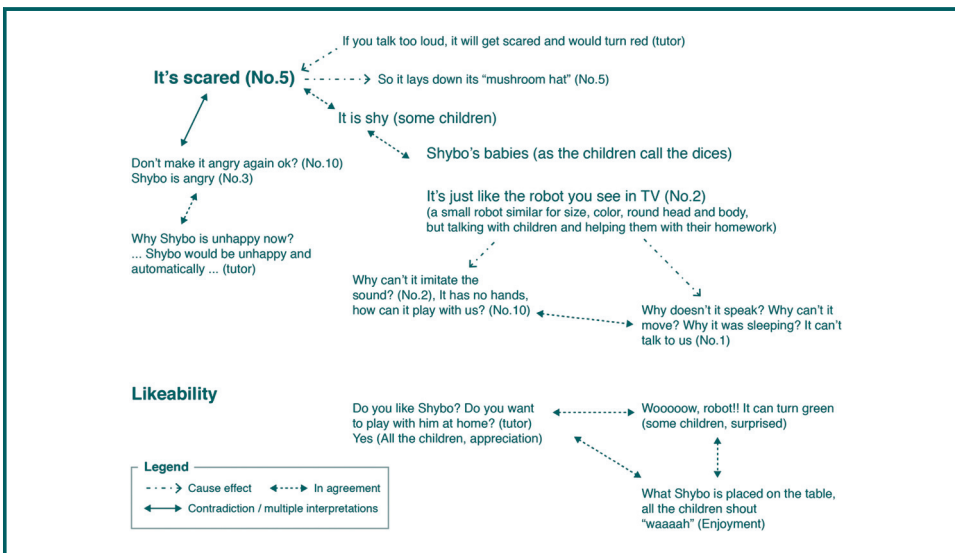 If you talk too loud, it will get scared and would turn red (tutor)
It's scared (No.5)
So it lays down its “mushroom hat” (No.5)
It is shy (some children)
Don't make it angry again ok? (No.10)
Shybo is angry (No.3)
Shybo's babies (as the children call the dices)
It's just like the robot you see in TV (No.2)
(a small robot similar for size, color, round head and body,
but talking with children and helping them with their homework)
Why Shybo is unhappy now?
... Shybo would be unhappy and
automatically ... (tutor)
Why can't it imitate the
sound? (No.2), It has no hands,
how can it play with us? (No.10)
Why doesn't it speak? Why can't it
move? Why it was sleeping? It can't
talk to us (No.1)
Likeability
Do you like Shybo? Do you want
to play with him at home? (tutor)
Yes (All the children, appreciation)
Wooooow, robot!! It can turn green
(some children, surprised)
What Shybo is placed on the table,
all the children shout
“waaaah” (Enjoyment)
Legend
Cause effect
In agreement
Contradiction / multiple interpretations